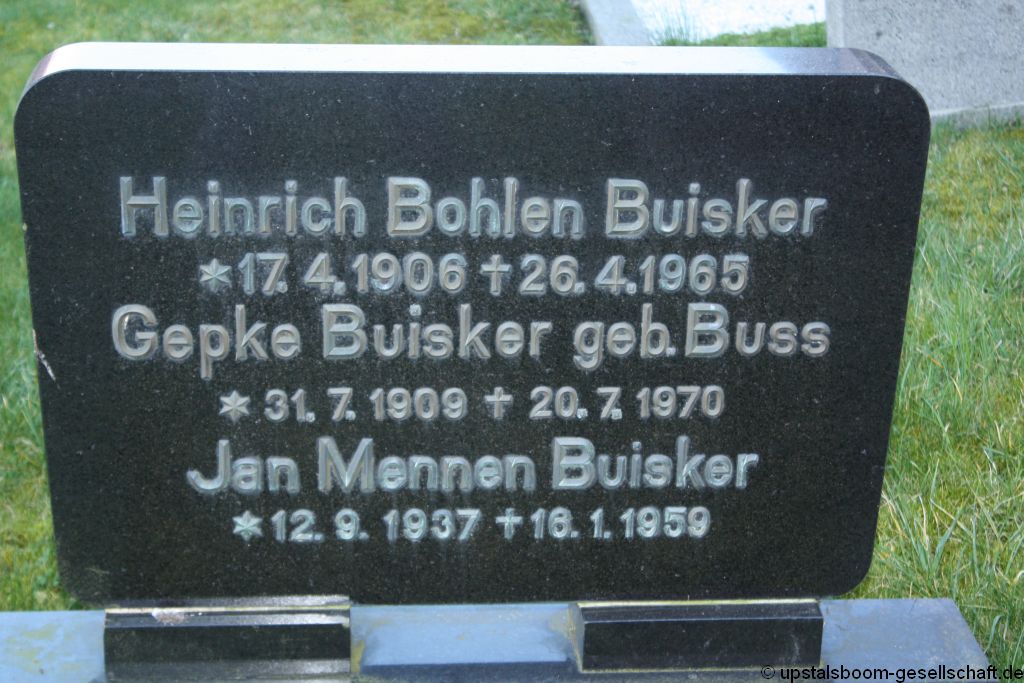 Heinrich Bohlen Buisker
* 17. 4. 1906 † 26. 4. 1965
Gepke Buisker geb. Buss
* 31. 7. 1909 † 20. 7. 1970
Jan Mennen Buisker
* 12. 9. 1937 † 16. 1. 1959
© upstalsboom-gesellschaft.de